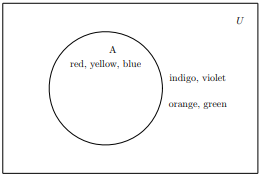 U
A
red, yellow, blue
indigo, violet
orange, green